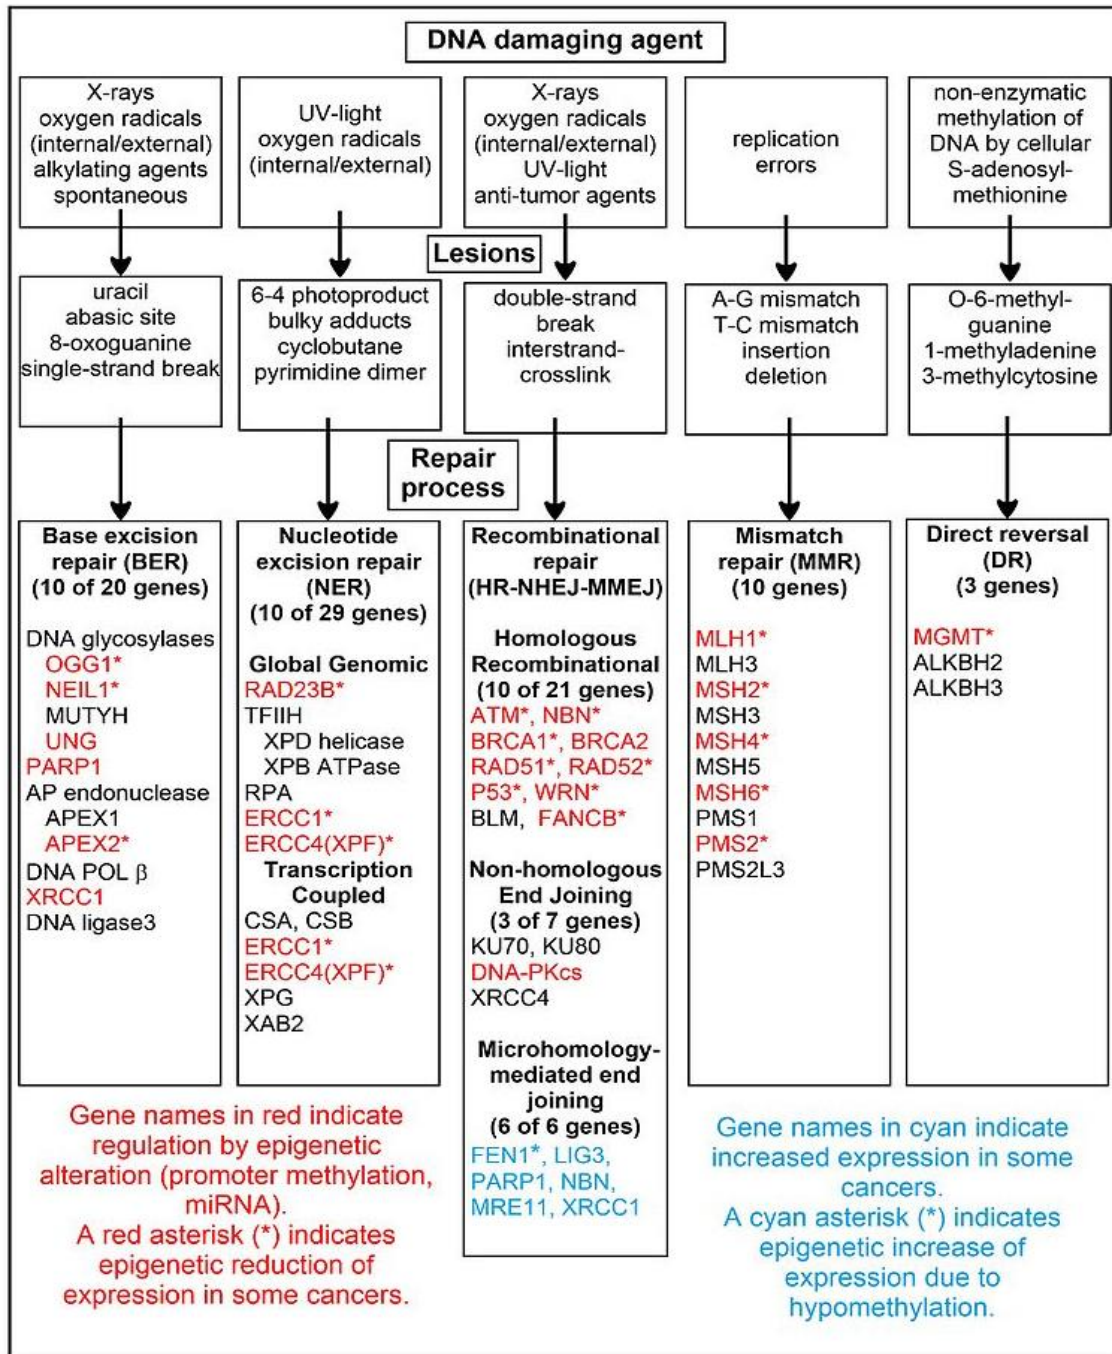 DNA damaging agent
X-rays
oxygen radicals
(internal/external)
alkylating agents
spontaneous
UV-light
oxygen radicals
(internal/external)
X-rays
oxygen radicals
(internal/external)
UV-light
anti-tumor agents
replication
errors
non-enzymatic
methylation of
DNA by cellular
S-adenosyl-
methionine
Lesions
uracil
abasic site
8-oxoguanine
single-strand break
6-4 photoproduct
bulky adducts
cyclobutane
pyrimidine dimer
double-strand
break
interstrand-
crosslink
A-G mismatch
T-C mismatch
insertion
deletion
O-6-methyl-
guanine
1-methyladenine
3-methylcytosine
Repair
process
Base excision
repair (BER)
(10 of 20 genes)
DNA glycosylases
OGG1*
NEIL1*
MUTYH
UNG
PARP1
AP endonuclease
APEX1
APEX2*
DNA POL β
XRCC1
DNA ligase3
Nucleotide
excision repair
(NER)
(10 of 29 genes)
Global Genomic
RAD23B*
TFIIH
XPD helicase
XPB ATPase
RPA
ERCC1*
ERCC4(XPF)*
Transcription
Coupled
CSA, CSB
ERCC1*
ERCC4(XPF)*
XPG
XAB2
Recombinational
repair
(HR-NHEJ-MMEJ)
Homologous
Recombinational
(10 of 21 genes)
ATM*, NBN*
BRCA1*, BRCA2
RAD51*, RAD52*
P53*, WRN*
BLM, FANCB*
Non-homologous
End Joining
(3 of 7 genes)
KU70, KU80
DNA-PKcs
XRCC4
Microhomology-
mediated end
joining
(6 of 6 genes)
FEN1*, LIG3,
PARP1, NBN,
MRE11, XRCC1
Mismatch
repair (MMR)
(10 genes)
MLH1*
MLH3
MSH2*
MSH3
MSH4*
MSH5
MSH6*
PMS1
PMS2*
PMS2L3
Direct reversal
(DR)
(3 genes)
MGMT*
ALKBH2
ALKBH3
Gene names in red indicate
regulation by epigenetic
alteration (promoter methylation,
miRNA).
A red asterisk (*) indicates
epigenetic reduction of
expression in some cancers.
Gene names in cyan indicate
increased expression in some
cancers.
A cyan asterisk (*) indicates
epigenetic increase of
expression due to
hypomethylation.